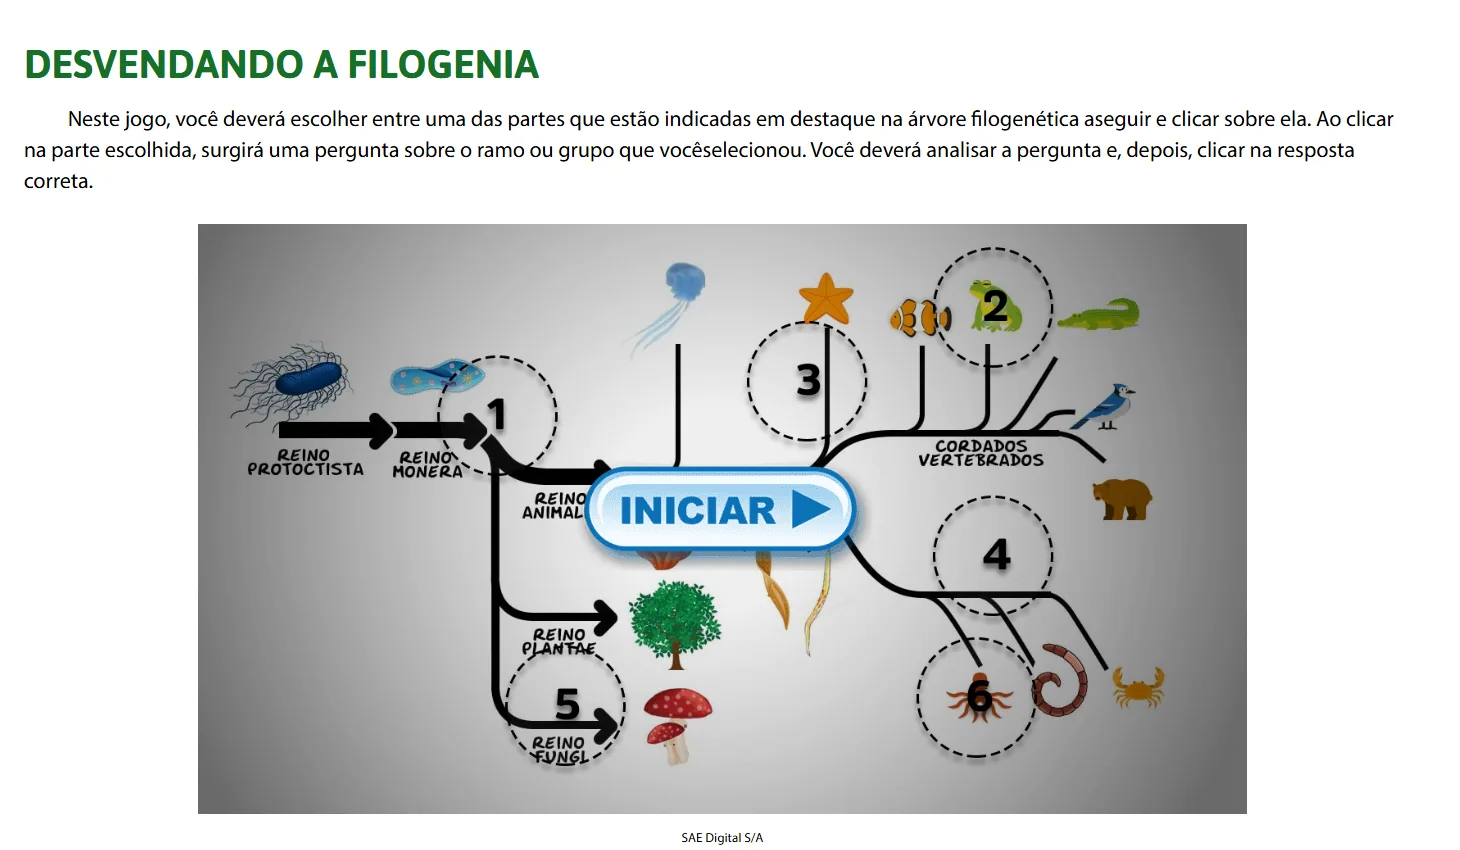 DESVENDANDO A FILOGENIA
Neste jogo, você deverá escolher entre uma das partes que estão indicadas em destaque na árvore filogenética aseguir e clicar sobre ela. Ao clicar
na parte escolhida, surgirá uma pergunta sobre o ramo ou grupo que vocêselecionou. Você deverá analisar a pergunta e, depois, clicar na resposta
correta.
2
3
1
CORDADOS
VERTEBRADOS
REINO
PROTOCTISTA
REINO
MONERA
REINO
ANIMAL
INICIAR
4
REINO
PLANTAE
5
6
REINO
FUNGI
SAE Digital S/A